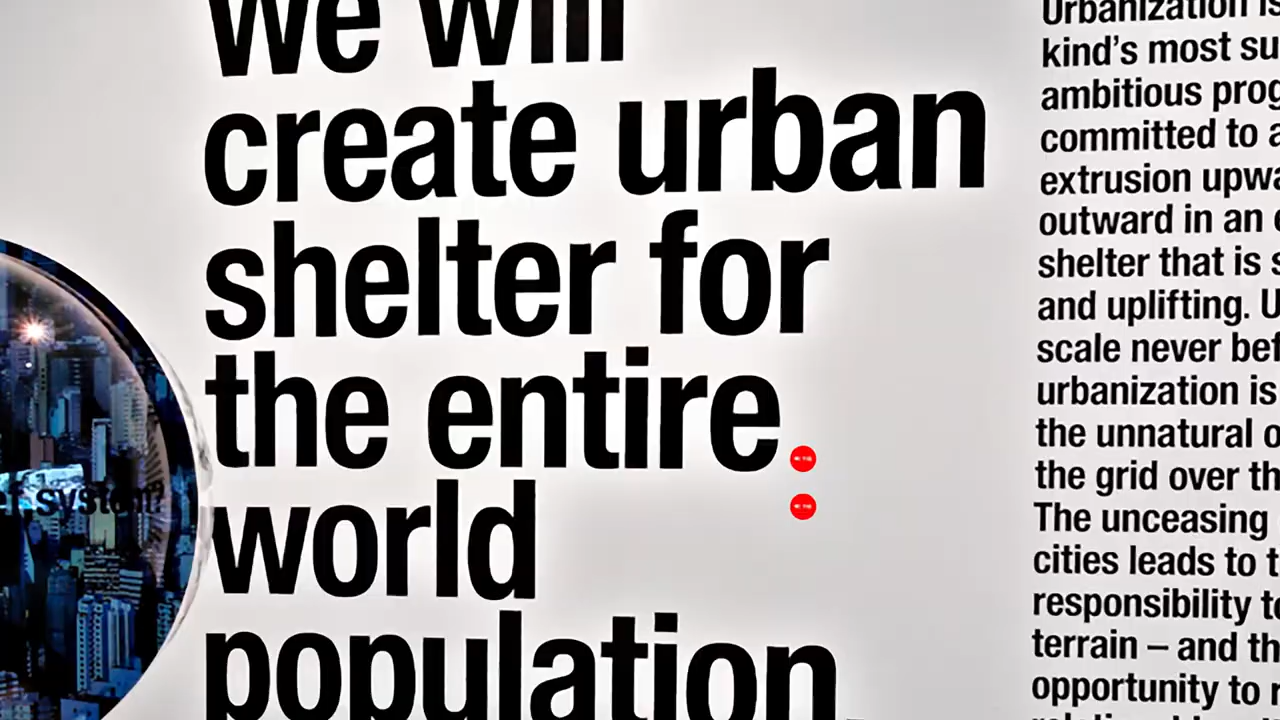 We will
create urban
shelter for
the entire
world
population.
system?
Urbanization is
kind's most su
ambitious prog
committed to a
extrusion upwa
outward in an
shelter that is s
and uplifting. U
scale never bef
urbanization is
the unnatural o
the grid over th
The unceasing
cities leads to t
responsibility to
terrain – and th
opportunity to r